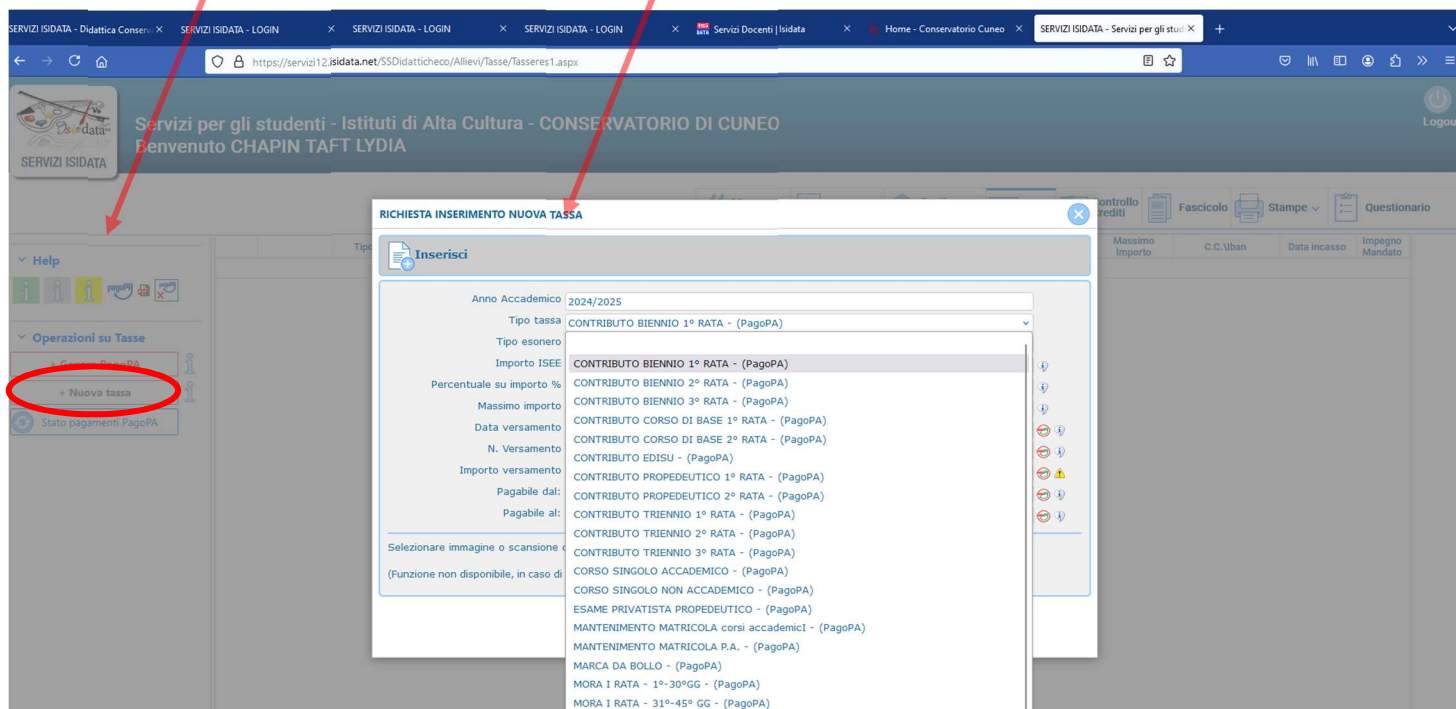 SERVIZI ISIDATA - Didattica Conserv
SERVIZI ISIDATA - LOGIN
SERVIZI ISIDATA - LOGIN
SERVIZI ISIDATA - LOGIN
Servizi Docenti | Isidata
Home - Conservatorio Cuneo
SERVIZI ISIDATA - Servizi per gli stud
https://servizi12.isidata.net/SSDidatticheco/Allievi/Tasse/Tasseres1.aspx
Isidata
SERVIZI ISIDATA
Servizi per gli studenti - Istituti di Alta Cultura - CONSERVATORIO DI CUNEO
Benvenuto CHAPIN TAFT LYDIA
Logou
Fascicolo
Stampe
Questionario
Massimo Importo
C.C.\Iban
Data incasso
Impegno Mandato
Help
pagoPA
Operazioni su Tasse
+ Genera PagoPA
+ Nuova tassa
Stato pagamenti PagoPA
RICHIESTA INSERIMENTO NUOVA TASSA
Inserisci
Anno Accademico 2024/2025
Tipo tassa CONTRIBUTO BIENNIO 1° RATA - (PagoPA)
Tipo esonero
Importo ISEE
Percentuale su importo %
Massimo importo
Data versamento
N. Versamento
Importo versamento
Pagabile dal:
Pagabile al:
Selezionare immagine o scansione
(Funzione non disponibile, in caso di
CONTRIBUTO BIENNIO 1° RATA - (PagoPA)
CONTRIBUTO BIENNIO 2° RATA - (PagoPA)
CONTRIBUTO BIENNIO 3° RATA - (PagoPA)
CONTRIBUTO CORSO DI BASE 1° RATA - (PagoPA)
CONTRIBUTO CORSO DI BASE 2° RATA - (PagoPA)
CONTRIBUTO EDISU - (PagoPA)
CONTRIBUTO PROPEDEUTICO 1° RATA - (PagoPA)
CONTRIBUTO PROPEDEUTICO 2° RATA - (PagoPA)
CONTRIBUTO TRIENNIO 1° RATA - (PagoPA)
CONTRIBUTO TRIENNIO 2° RATA - (PagoPA)
CONTRIBUTO TRIENNIO 3° RATA - (PagoPA)
CORSO SINGOLO ACCADEMICO - (PagoPA)
CORSO SINGOLO NON ACCADEMICO - (PagoPA)
ESAME PRIVATISTA PROPEDEUTICO - (PagoPA)
MANTENIMENTO MATRICOLA corsi accademicI - (PagoPA)
MANTENIMENTO MATRICOLA P.A. - (PagoPA)
MARCA DA BOLLO - (PagoPA)
MORA I RATA - 1°-30°GG - (PagoPA)
MORA I RATA - 31°-45° GG - (PagoPA)